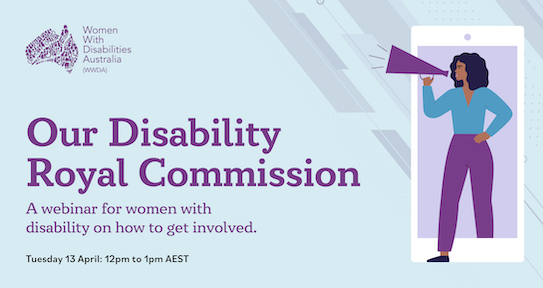 Women
With
Disabilities
Australia
(WWDA)
Our Disability
Royal Commission
A webinar for women with
disability on how to get involved.
Tuesday 13 April: 12pm to 1pm AEST